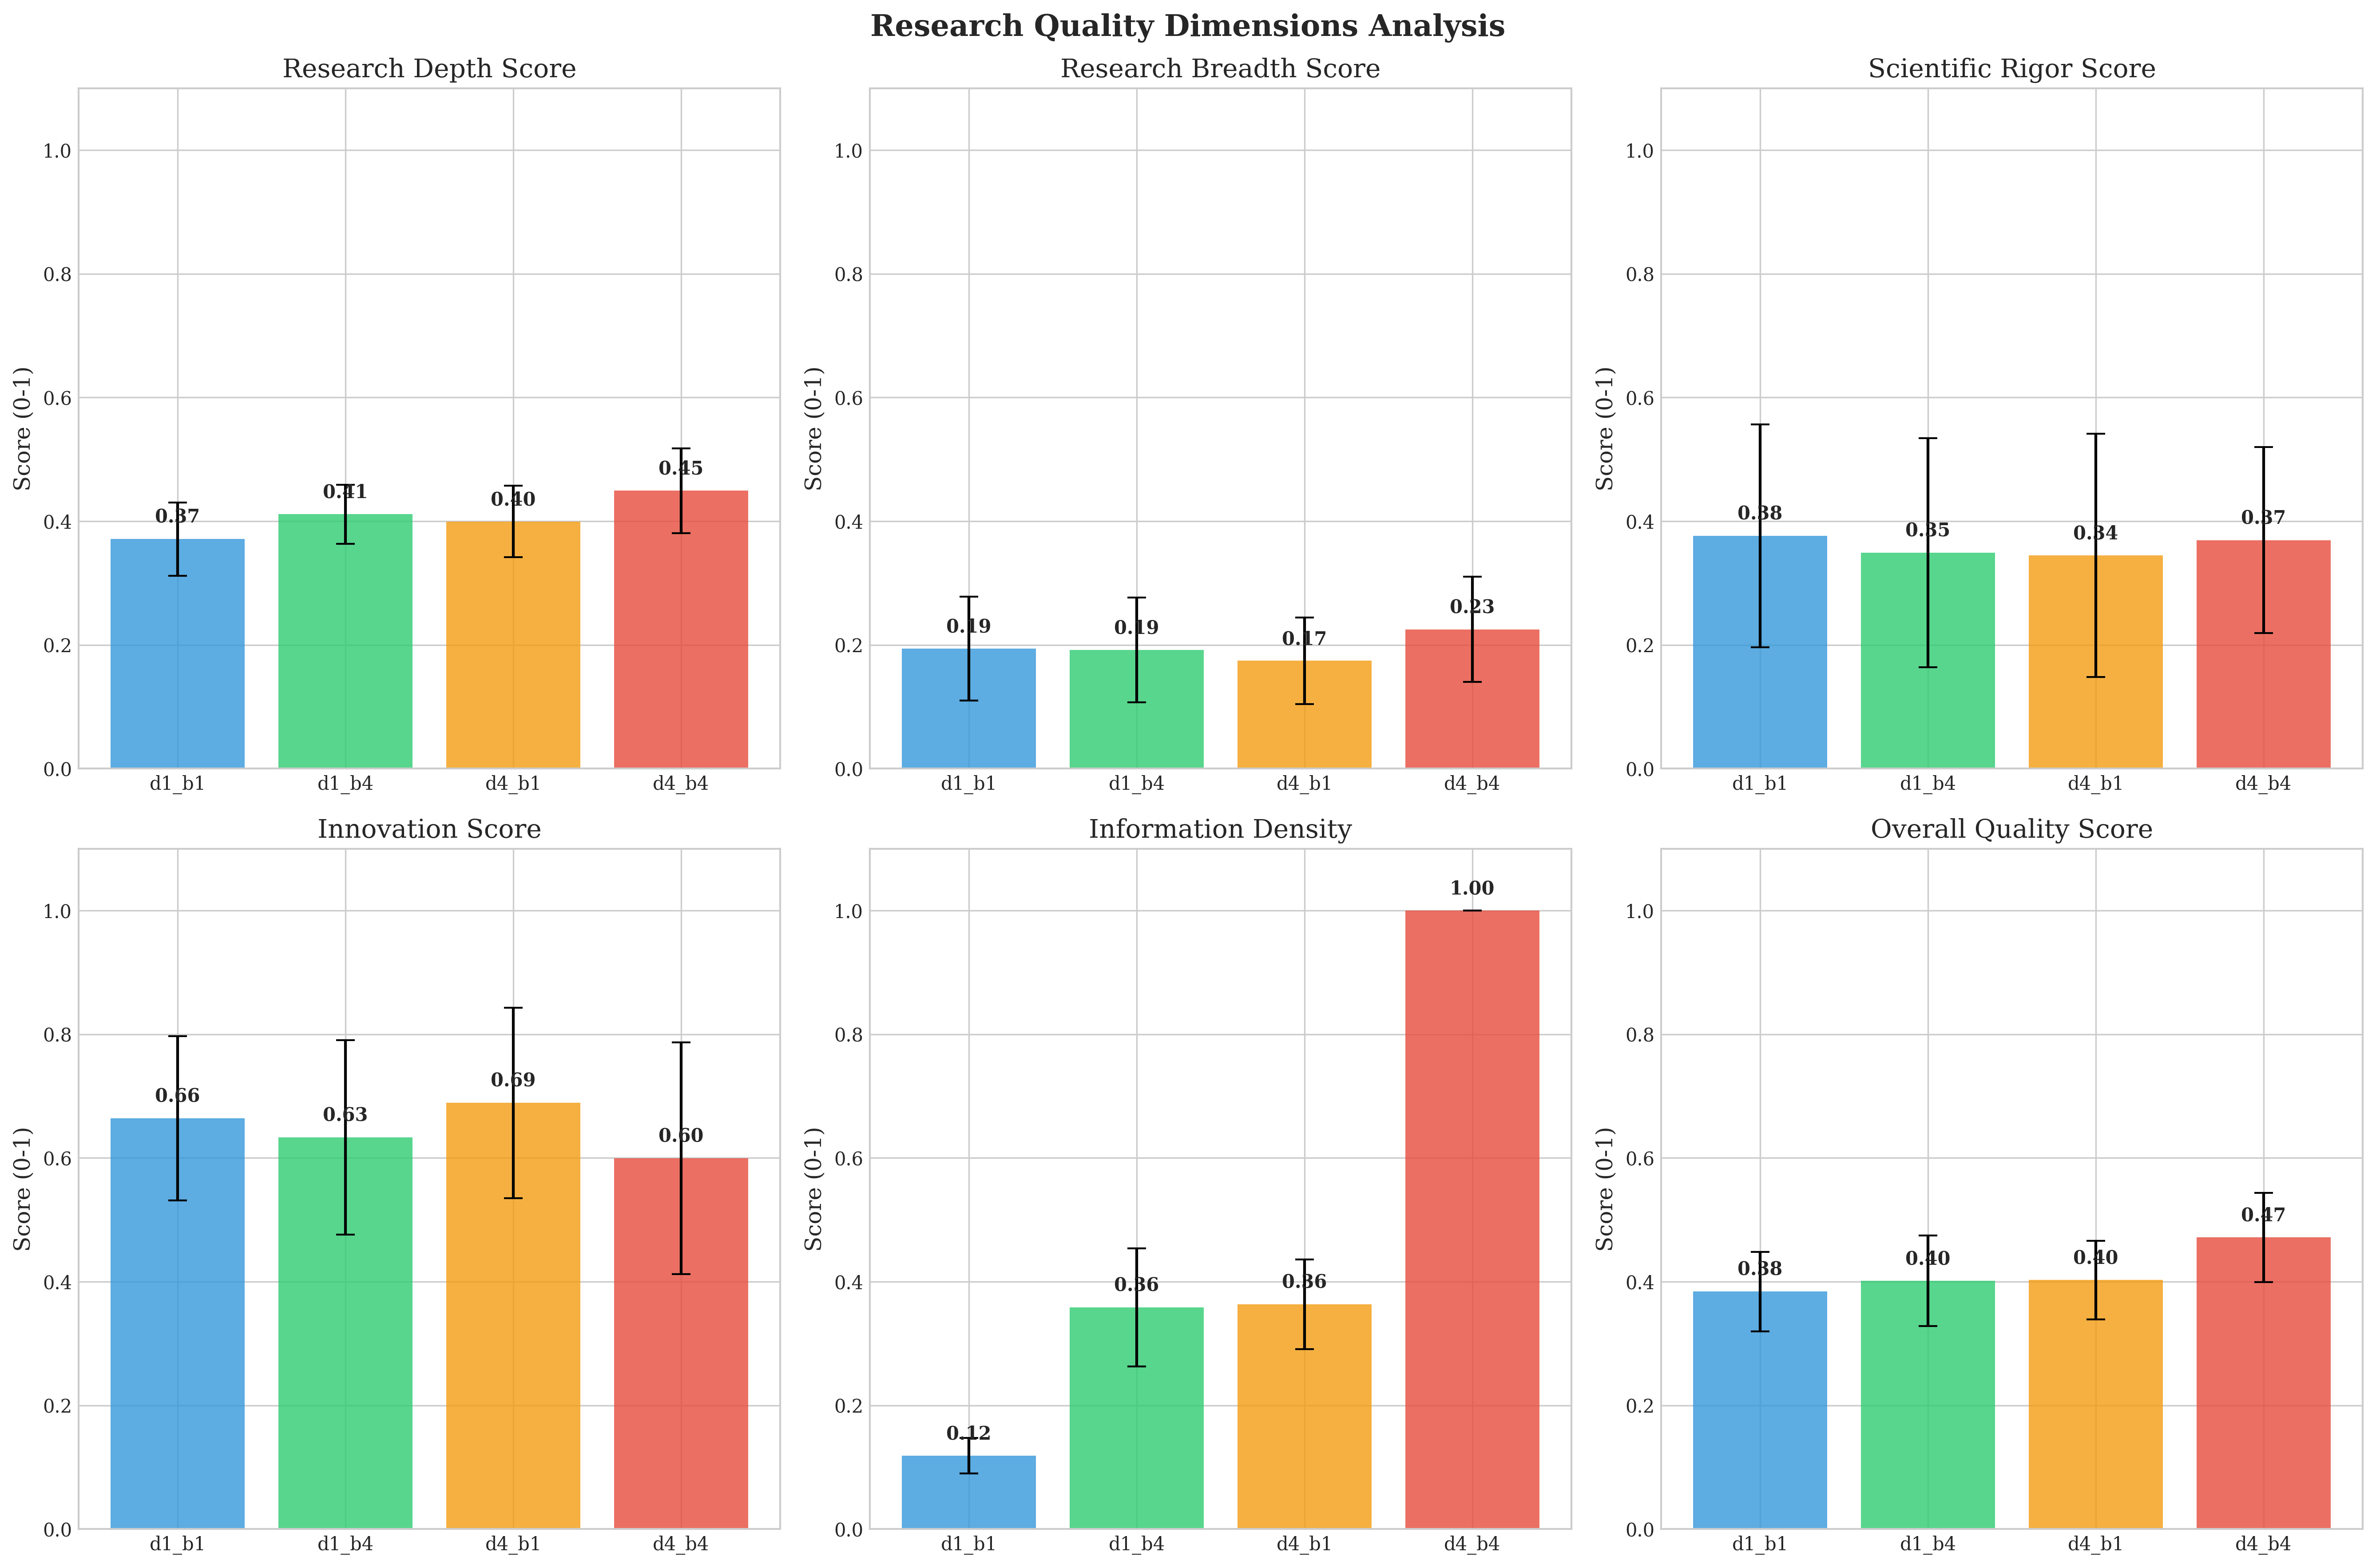 Research Quality Dimensions Analysis
Research Depth Score
Score (0-1)
1.0
0.8
0.6
0.4
0.2
0.0
0.37
0.41
0.40
0.45
d1_b1
d1_b4
d4_b1
d4_b4
Research Breadth Score
Score (0-1)
1.0
0.8
0.6
0.4
0.2
0.0
0.19
0.19
0.17
0.23
d1_b1
d1_b4
d4_b1
d4_b4
Scientific Rigor Score
Score (0-1)
1.0
0.8
0.6
0.4
0.2
0.0
0.38
0.35
0.34
0.37
d1_b1
d1_b4
d4_b1
d4_b4
Innovation Score
Score (0-1)
1.0
0.8
0.6
0.4
0.2
0.0
0.66
0.63
0.69
0.60
d1_b1
d1_b4
d4_b1
d4_b4
Information Density
Score (0-1)
1.0
0.8
0.6
0.4
0.2
0.0
0.12
0.36
0.36
1.00
d1_b1
d1_b4
d4_b1
d4_b4
Overall Quality Score
Score (0-1)
1.0
0.8
0.6
0.4
0.2
0.0
0.38
0.40
0.40
0.47
d1_b1
d1_b4
d4_b1
d4_b4